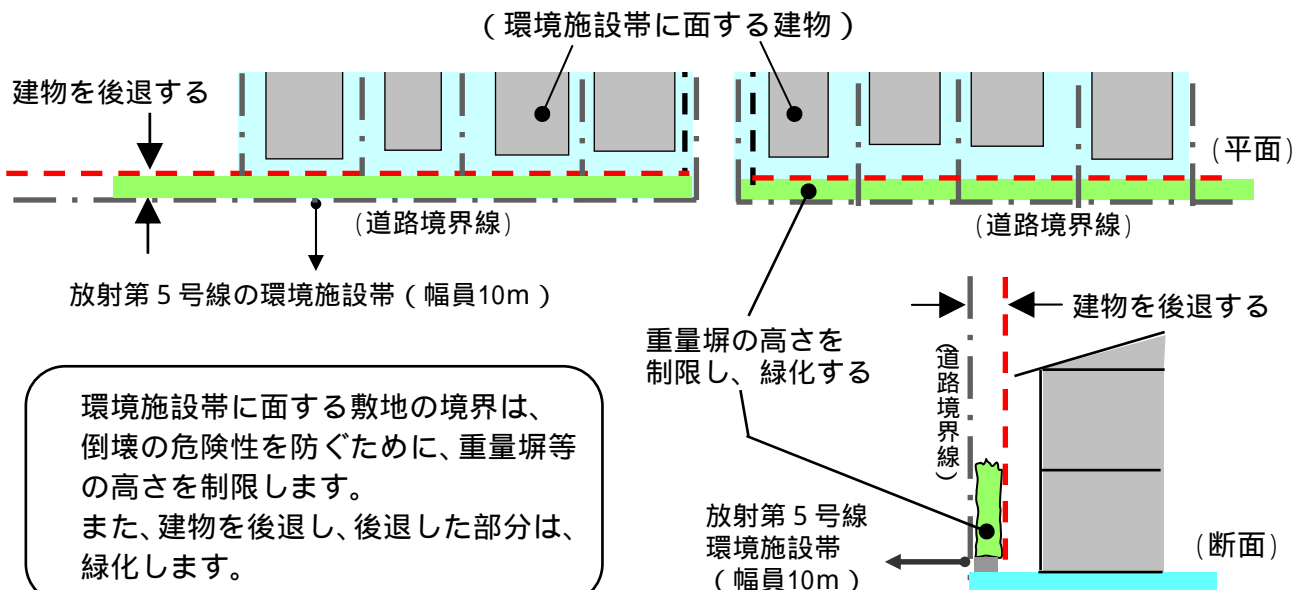 （環境施設帯に面する建物）
建物を後退する
(平面)
(道路境界線)
(道路境界線)
放射第５号線の環境施設帯（幅員10m）
建物を後退する
重量塀の高さを
制限し、緑化する
(道路境界線)
環境施設帯に面する敷地の境界は、
倒壊の危険性を防ぐために、重量塀等
の高さを制限します。
また、建物を後退し、後退した部分は、
緑化します。
放射第５号線
環境施設帯
（幅員10m）
(断面)